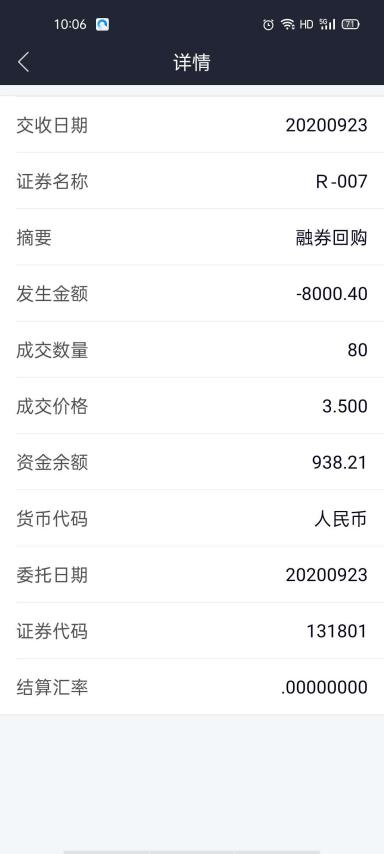 10:06 HD 5G 71
详情
交收日期 20200923
证券名称 R-007
摘要 融券回购
发生金额 -8000.40
成交数量 80
成交价格 3.500
资金余额 938.21
货币代码 人民币
委托日期 20200923
证券代码 131801
结算汇率 .00000000